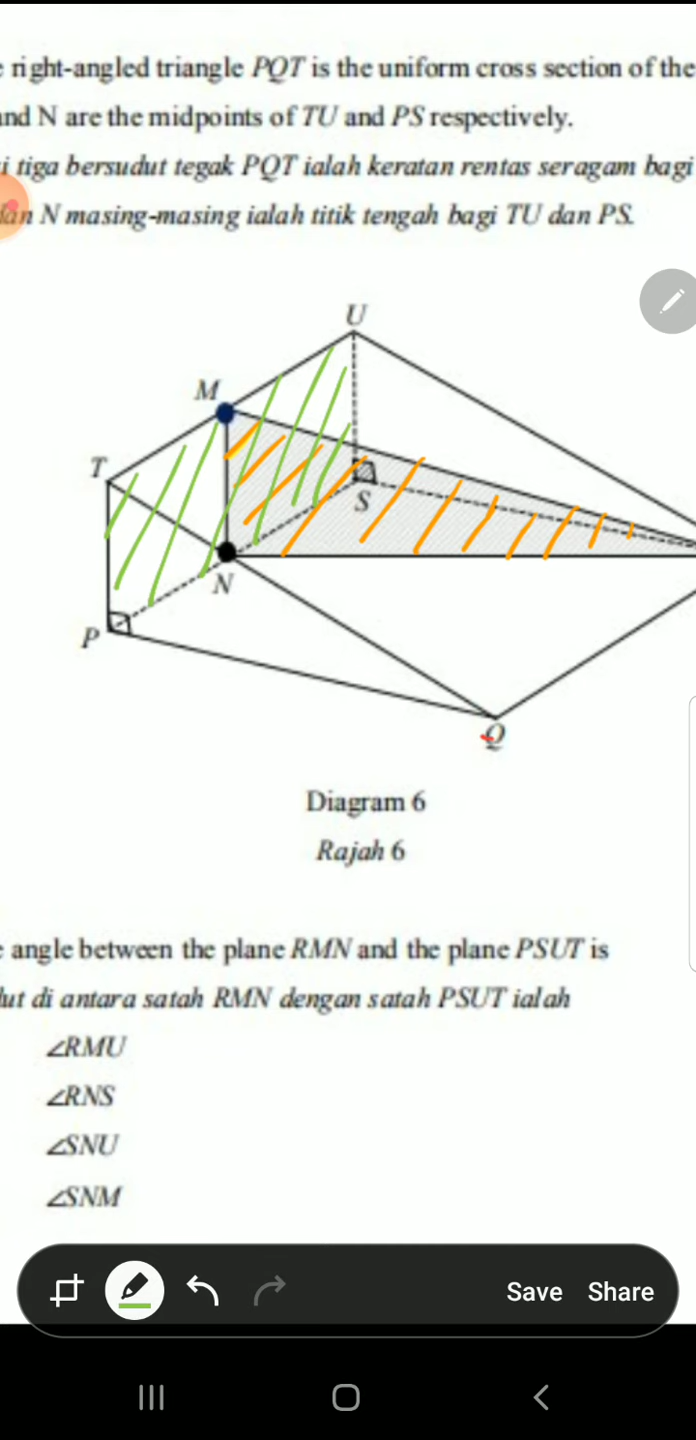 right-angled triangle PQT is the uniform cross section of the
and N are the midpoints of TU and PS respectively.
i tiga bersudut tegak PQT ialah keratan rentas seragam bagi
dan N masing-masing ialah titik tengah bagi TU dan PS.
U
M
T
S
N
P
Q
Diagram 6
Rajah 6
angle between the plane RMN and the plane PSUT is
dut di antara satah RMN dengan satah PSUT ialah
∠RMU
∠RNS
∠SNU
∠SNM
Save Share